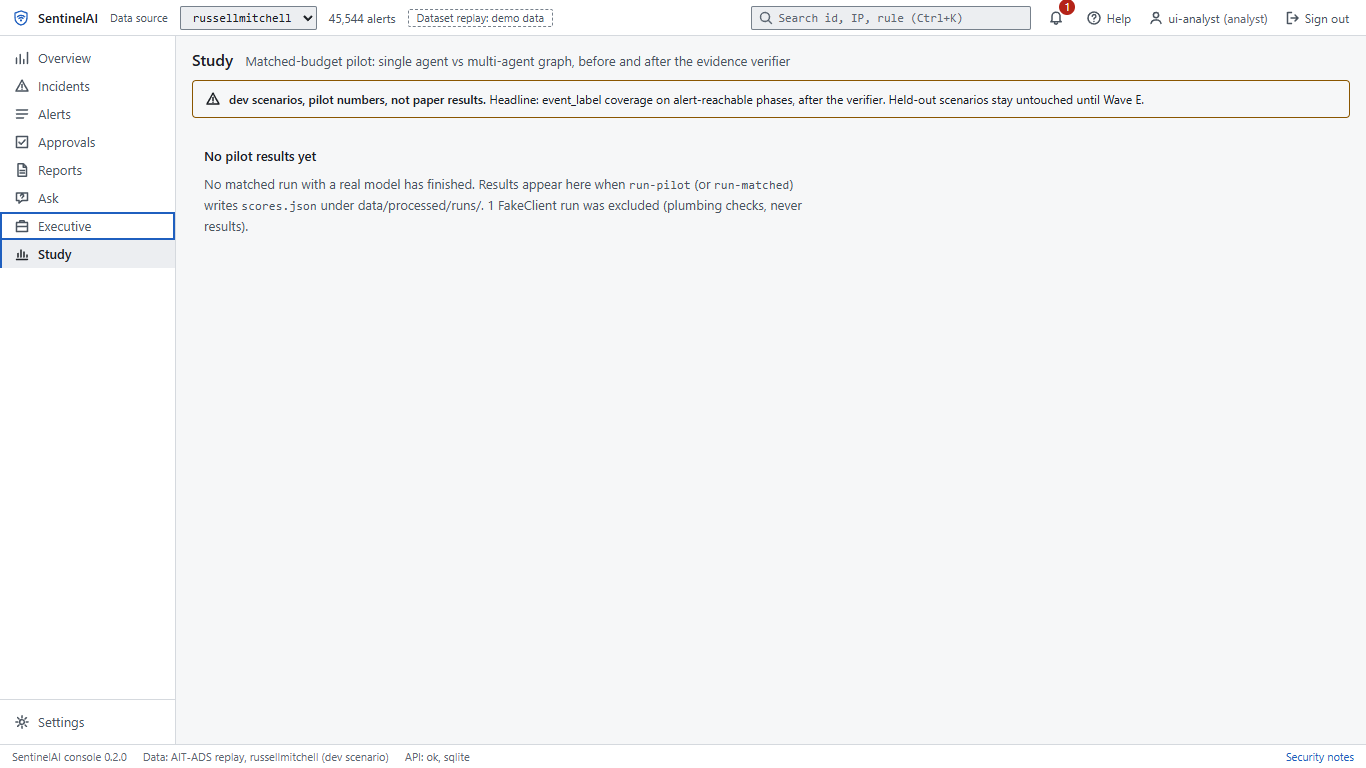 SentinelAI Data source russellmitchell 45,544 alerts Dataset replay: demo data Search id, IP, rule (Ctrl+K) 1 Help ui-analyst (analyst) Sign out
Overview
Incidents
Alerts
Approvals
Reports
Ask
Executive
Study
Settings
Study Matched-budget pilot: single agent vs multi-agent graph, before and after the evidence verifier
dev scenarios, pilot numbers, not paper results. Headline: event_label coverage on alert-reachable phases, after the verifier. Held-out scenarios stay untouched until Wave E.
No pilot results yet
No matched run with a real model has finished. Results appear here when run-pilot (or run-matched)
writes scores.json under data/processed/runs/. 1 FakeClient run was excluded (plumbing checks, never
results).
SentinelAI console 0.2.0 Data: AIT-ADS replay, russellmitchell (dev scenario) API: ok, sqlite Security notes